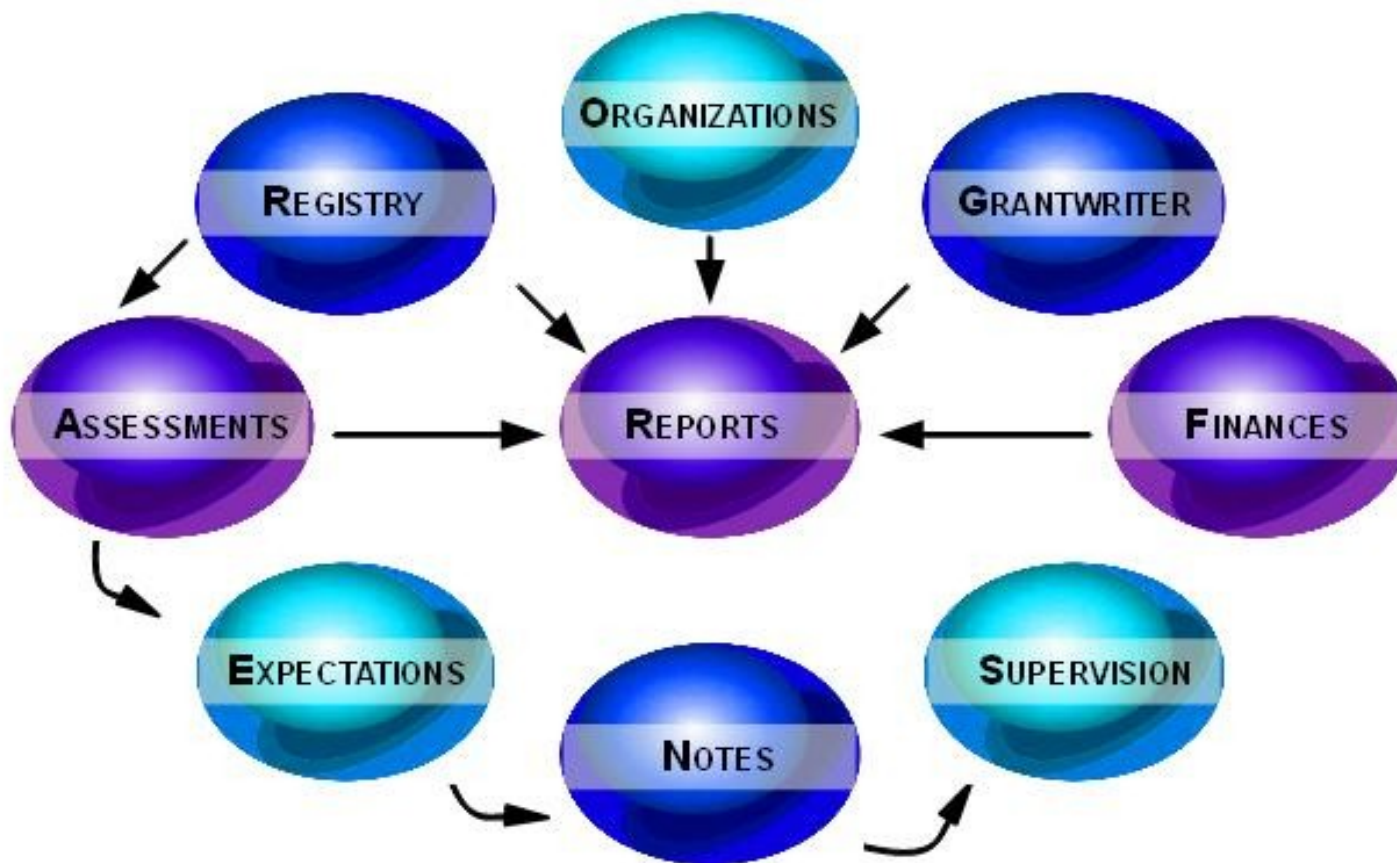 ORGANIZATIONS
REGISTRY
GRANTWRITER
ASSESSMENTS
REPORTS
FINANCES
EXPECTATIONS
SUPERVISION
NOTES